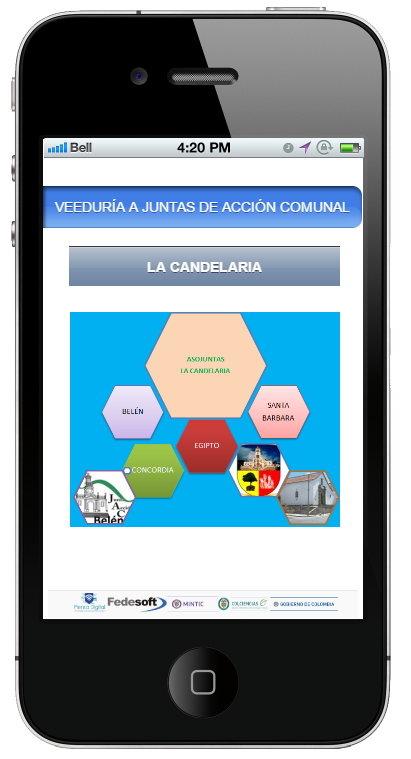 Bell
4:20 PM
VEEDURÍA A JUNTAS DE ACCIÓN COMUNAL
LA CANDELARIA
ASOJUNTAS
LA CANDELARIA
BELÉN
SANTA
BARBARA
EGIPTO
CONCORDIA
Belén
Fedesoft
MINTIC
COLCIENCIAS
GOBIERNO DE COLOMBIA